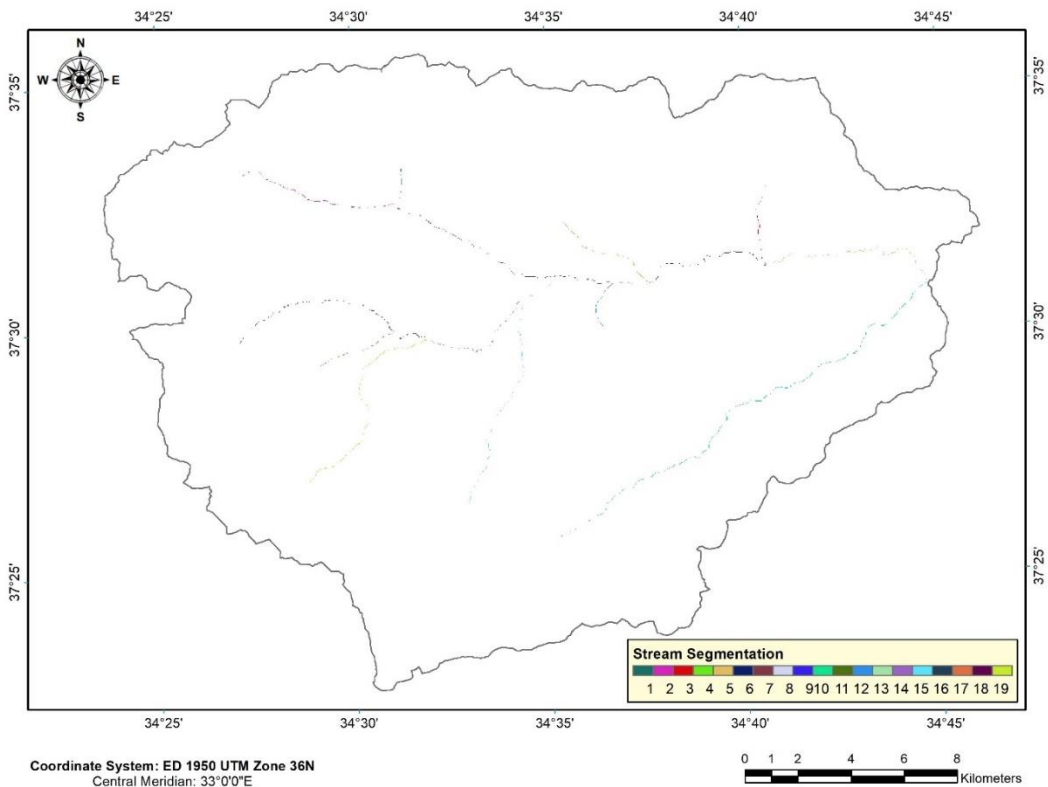 34°25' 34°30' 34°35' 34°40' 34°45'
N
W E
S
37°35' 37°35'
37°30' 37°30'
37°25' 37°25'
Stream Segmentation
1 2 3 4 5 6 7 8 910 11 12 13 14 15 16 17 18 19
34°25' 34°30' 34°35' 34°40' 34°45'
Coordinate System: ED 1950 UTM Zone 36N
Central Meridian: 33°0'0"E
0 1 2 4 6 8
Kilometers